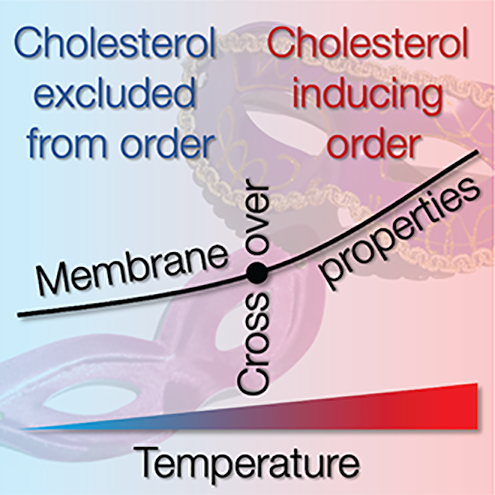 Cholesterol
excluded
from order
Cholesterol
inducing
order
Membrane
properties
Cross over
Temperature